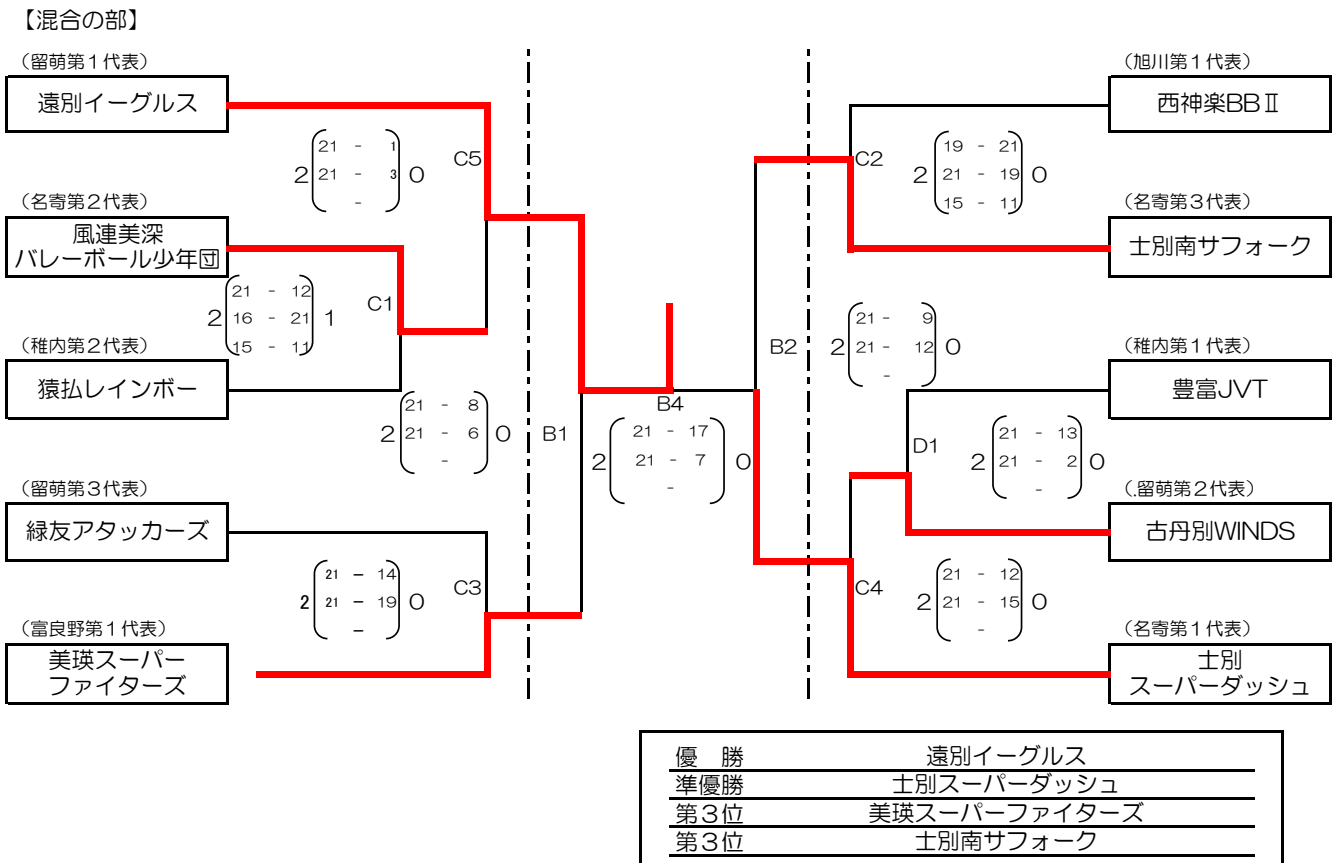 【混合の部】
（留萌第１代表）
遠別イーグルス
2
21 - 1
21 - 3
-
0
C5
（名寄第２代表）
風連美深
バレーボール少年団
2
21 - 12
16 - 21
15 - 11
1
C1
（稚内第２代表）
猿払レインボー
2
21 - 8
21 - 6
-
0
B1
（留萌第３代表）
緑友アタッカーズ
2
21 - 14
21 - 19
-
0
C3
（富良野第１代表）
美瑛スーパー
ファイターズ
B4
2
21 - 17
21 - 7
-
0
（旭川第１代表）
西神楽BBⅡ
C2
2
19 - 21
21 - 19
15 - 11
0
（名寄第３代表）
士別南サフォーク
B2
2
21 - 9
21 - 12
-
0
（稚内第１代表）
豊富JVT
D1
2
21 - 13
21 - 2
-
0
（.留萌第２代表）
古丹別WINDS
C4
2
21 - 12
21 - 15
-
0
（名寄第１代表）
士別
スーパーダッシュ
優　勝 遠別イーグルス
準優勝 士別スーパーダッシュ
第３位 美瑛スーパーファイターズ
第３位 士別南サフォーク